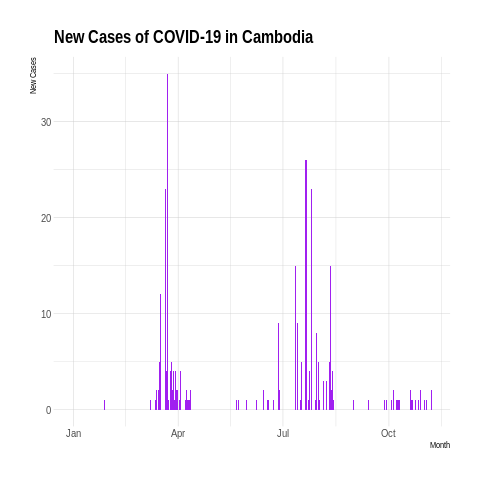 New Cases of COVID-19 in Cambodia
New Cases
30
20
10
0
Jan Apr Jul Oct
Month